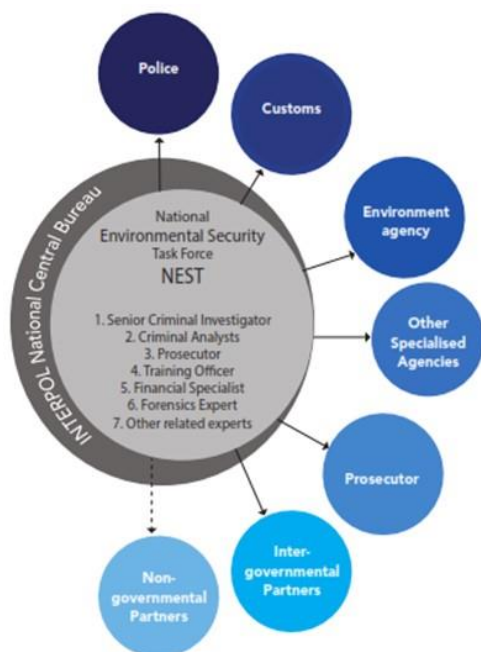 Police
Customs
Environment
agency
Other
Specialised
Agencies
Prosecutor
Inter-
governmental
Partners
Non-
governmental
Partners
INTERPOL National Central Bureau
National
Environmental Security
Task Force
NEST
1. Senior Criminal Investigator
2. Criminal Analysts
3. Prosecutor
4. Training Officer
5. Financial Specialist
6. Forensics Expert
7. Other related experts